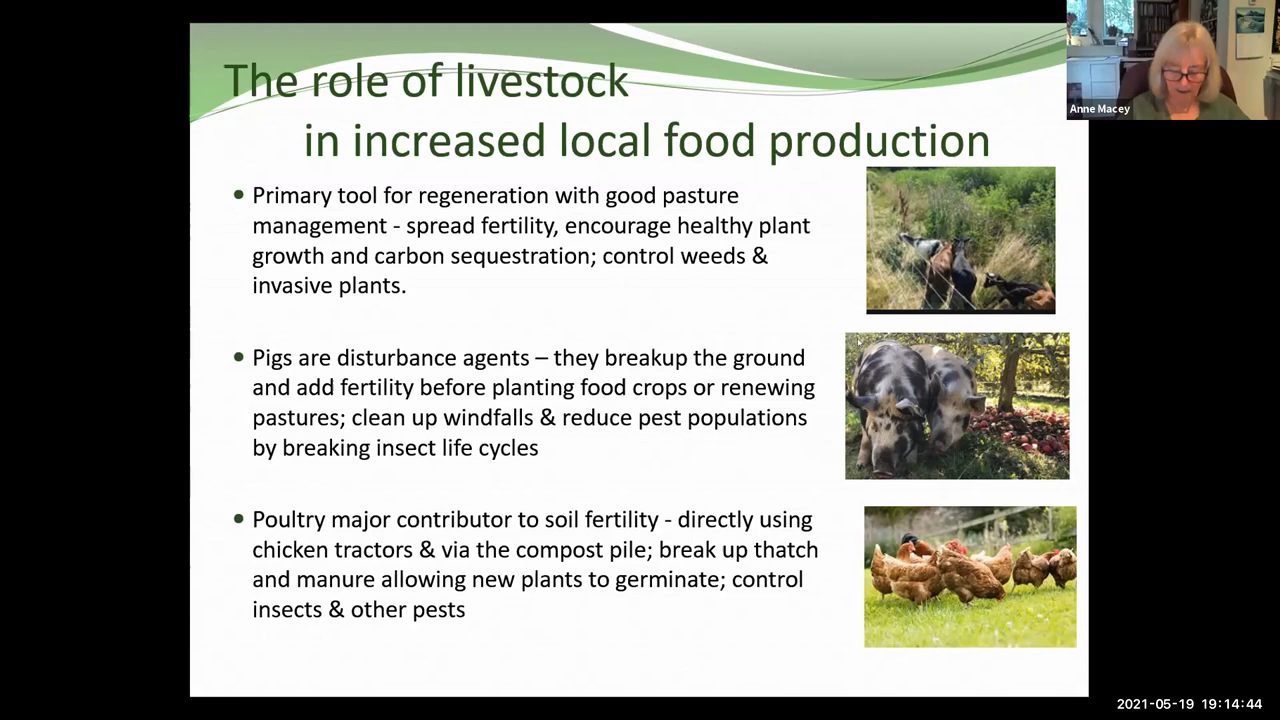 The role of livestock
in increased local food production
• Primary tool for regeneration with good pasture
management - spread fertility, encourage healthy plant
growth and carbon sequestration; control weeds &
invasive plants.
• Pigs are disturbance agents – they breakup the ground
and add fertility before planting food crops or renewing
pastures; clean up windfalls & reduce pest populations
by breaking insect life cycles
• Poultry major contributor to soil fertility - directly using
chicken tractors & via the compost pile; break up thatch
and manure allowing new plants to germinate; control
insects & other pests
Anne Macey
2021-05-19 19:14:44